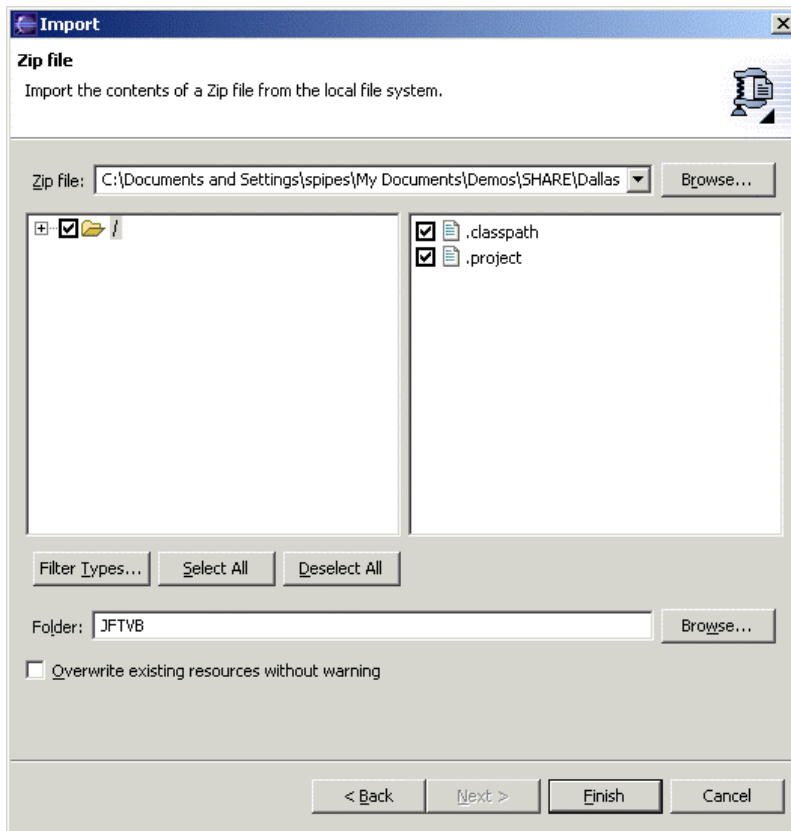 Import
Zip file
Import the contents of a Zip file from the local file system.
Zip file: C:\Documents and Settings\spipes\My Documents\Demos\SHARE\Dallas Browse...
/
.classpath
.project
Filter Types... Select All Deselect All
Folder: JFTVB Browse...
Overwrite existing resources without warning
< Back Next > Finish Cancel